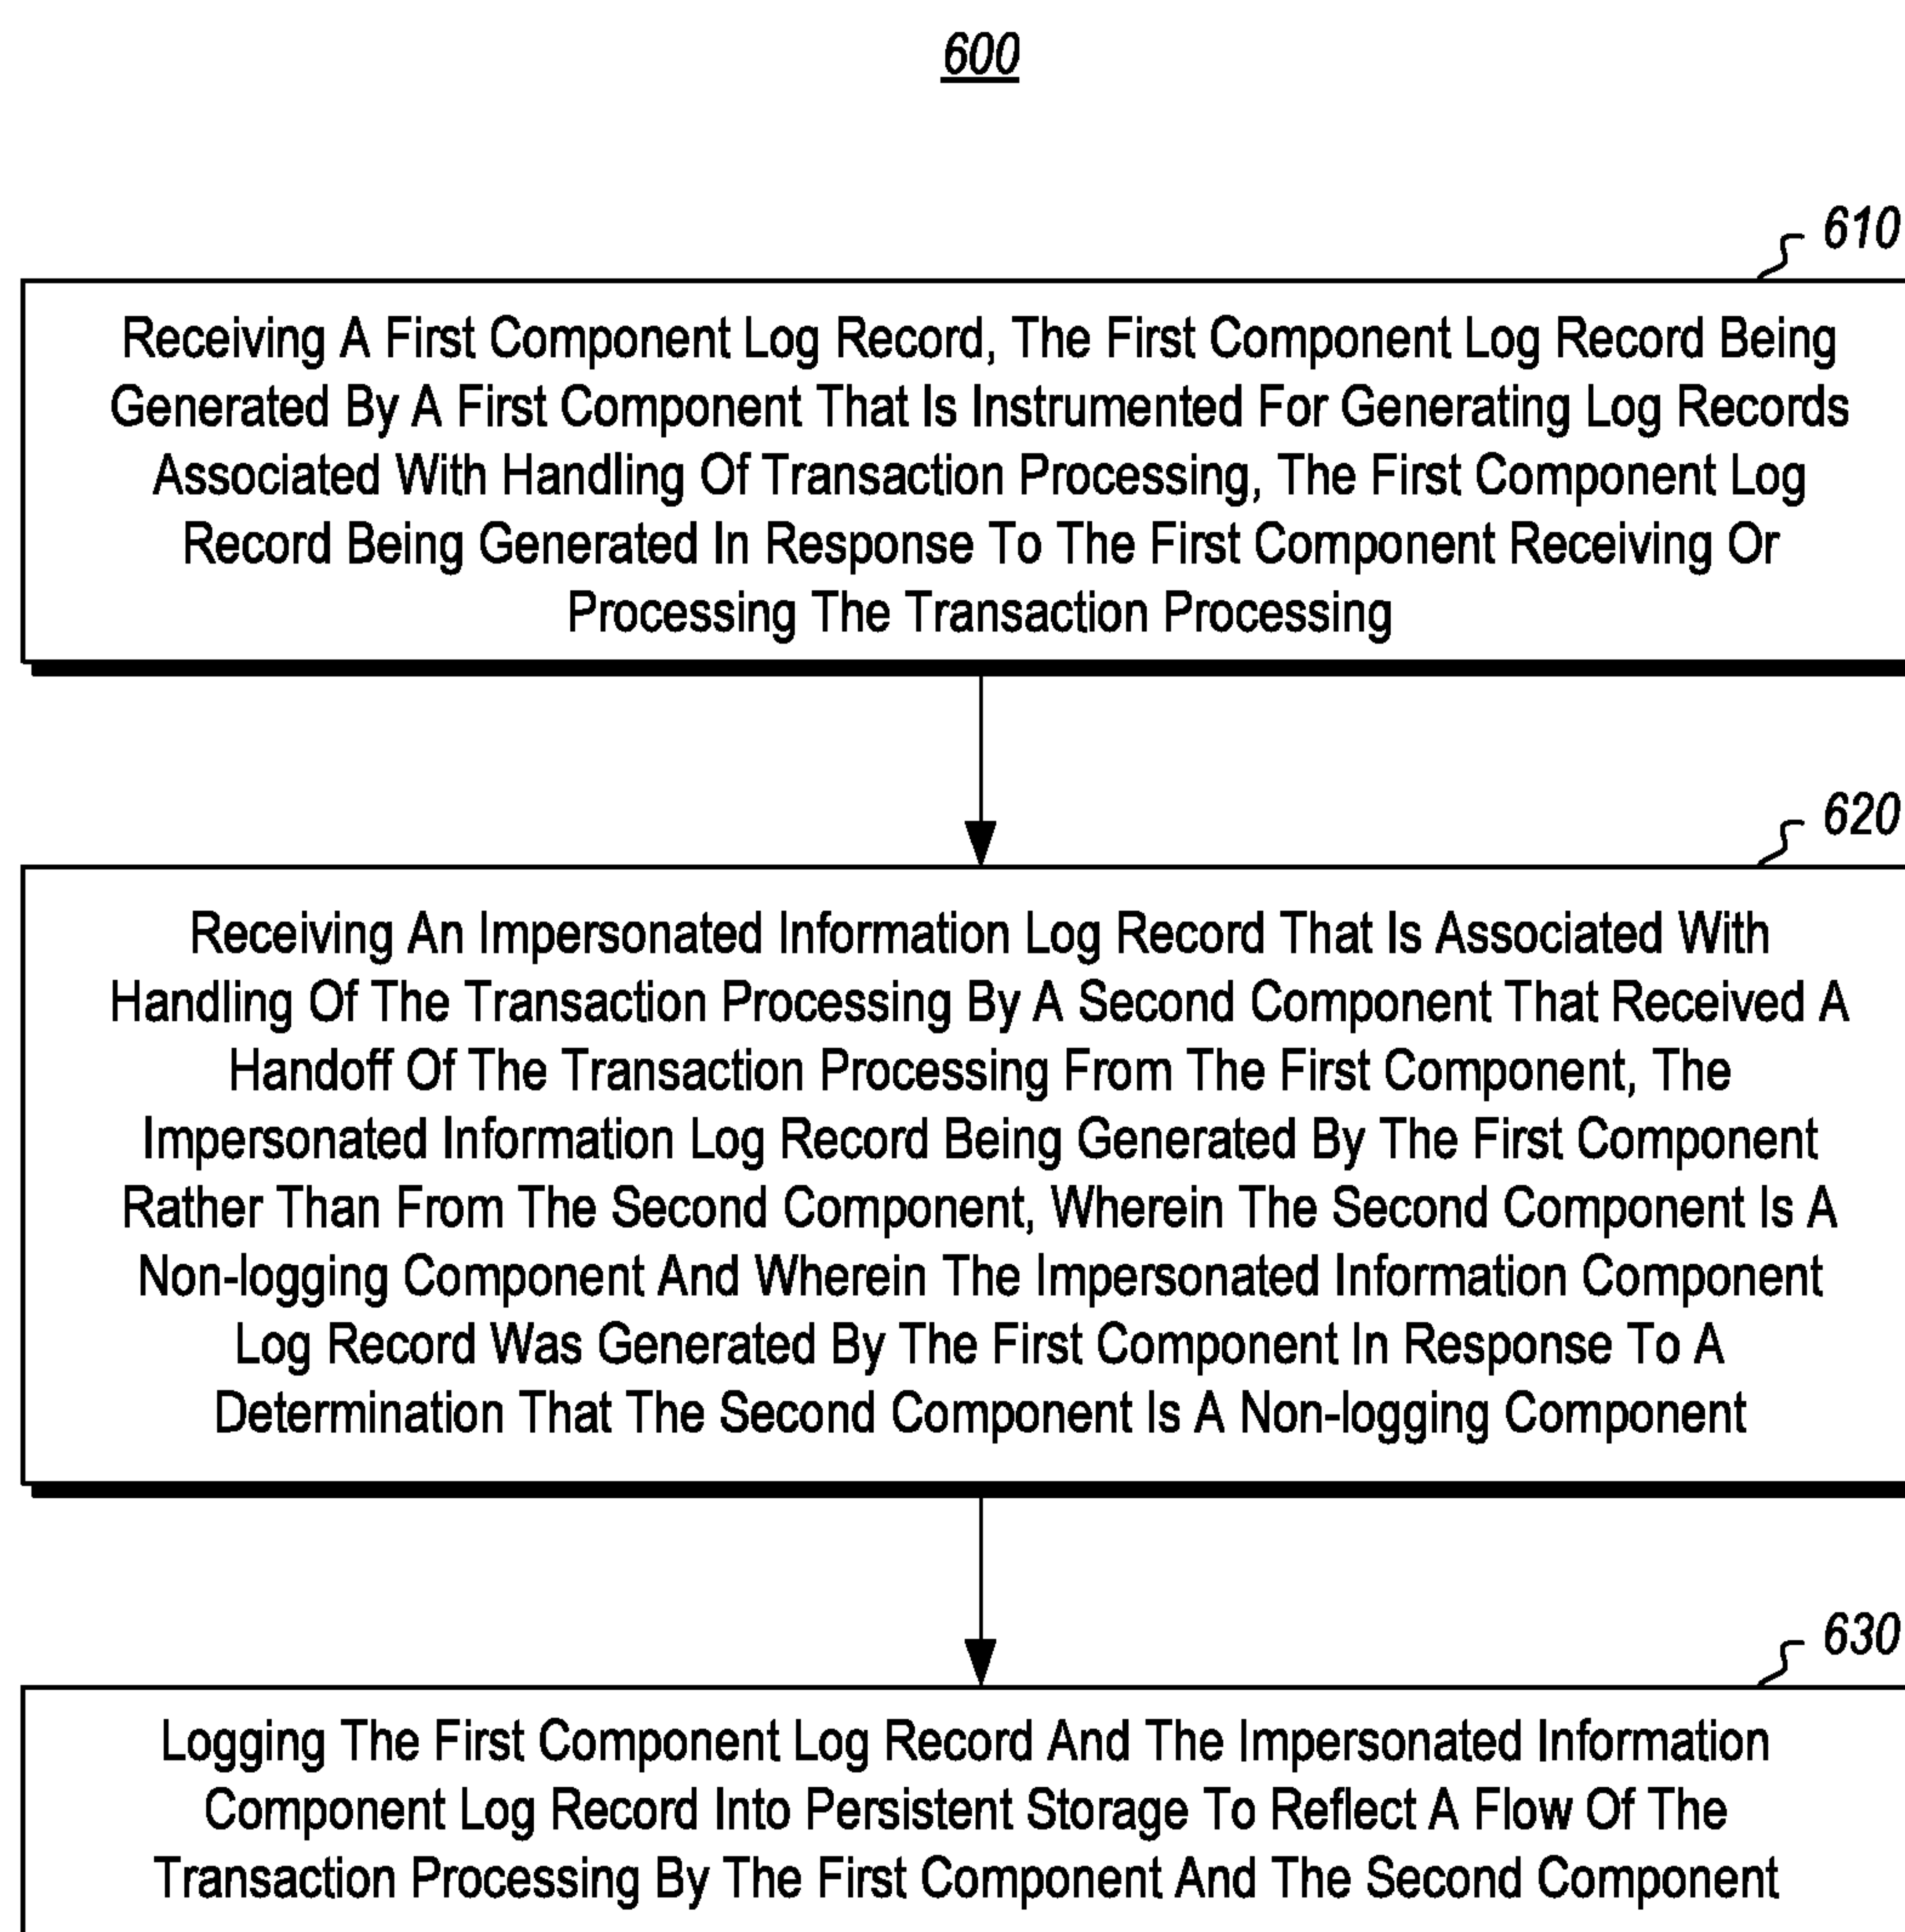 600
610
Receiving A First Component Log Record, The First Component Log Record Being
Generated By A First Component That Is Instrumented For Generating Log Records
Associated With Handling Of Transaction Processing, The First Component Log
Record Being Generated In Response To The First Component Receiving Or
Processing The Transaction Processing
620
Receiving An Impersonated Information Log Record That Is Associated With
Handling Of The Transaction Processing By A Second Component That Received A
Handoff Of The Transaction Processing From The First Component, The
Impersonated Information Log Record Being Generated By The First Component
Rather Than From The Second Component, Wherein The Second Component Is A
Non-logging Component And Wherein The Impersonated Information Component
Log Record Was Generated By The First Component In Response To A
Determination That The Second Component Is A Non-logging Component
630
Logging The First Component Log Record And The Impersonated Information
Component Log Record Into Persistent Storage To Reflect A Flow Of The
Transaction Processing By The First Component And The Second Component